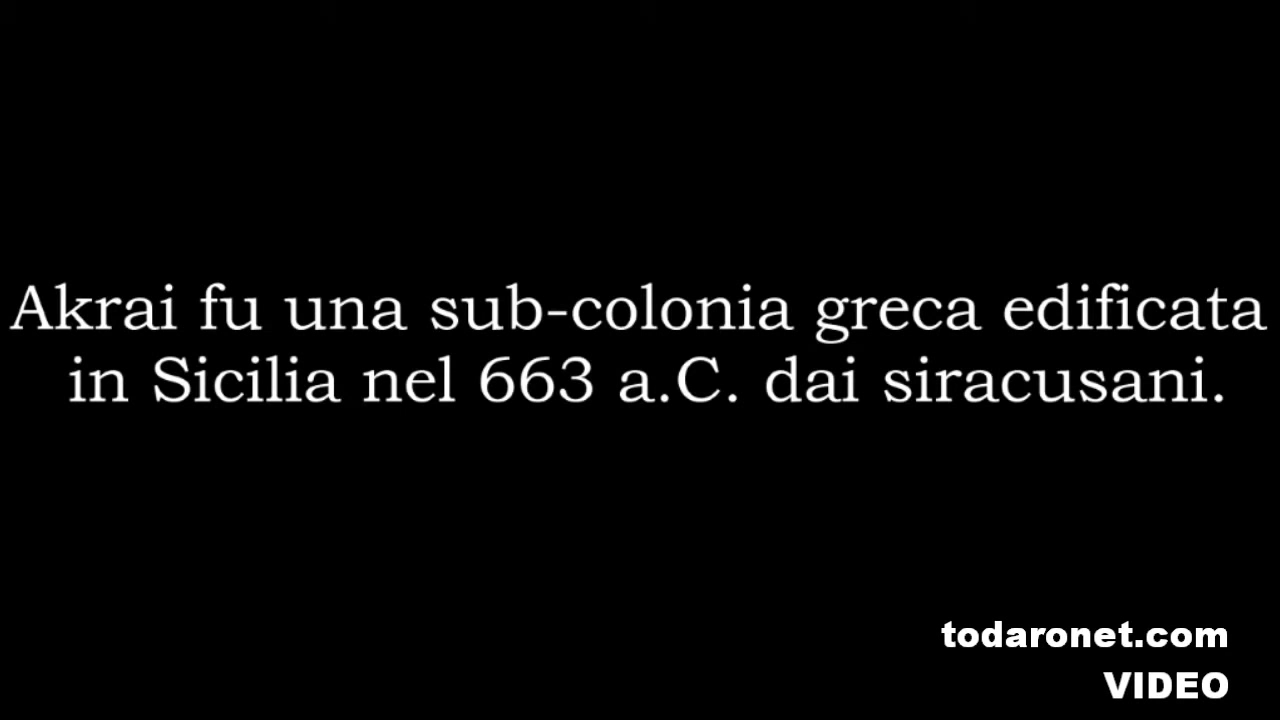 Akrai fu una sub-colonia greca edificata
in Sicilia nel 663 a.C. dai siracusani.
todaronet.com
VIDEO